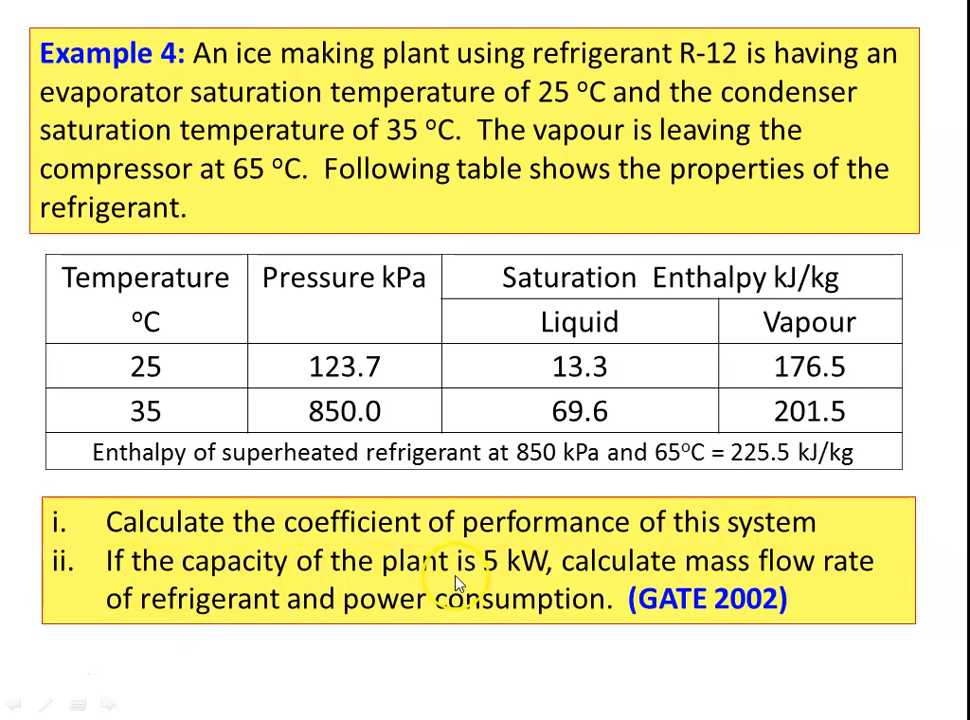 Example 4: An ice making plant using refrigerant R-12 is having an
evaporator saturation temperature of 25 ºC and the condenser
saturation temperature of 35 ºC. The vapour is leaving the
compressor at 65 ºC. Following table shows the properties of the
refrigerant.
Temperature Pressure kPa Saturation Enthalpy kJ/kg
ºC Liquid Vapour
25 123.7 13.3 176.5
35 850.0 69.6 201.5
Enthalpy of superheated refrigerant at 850 kPa and 65ºC = 225.5 kJ/kg
i. Calculate the coefficient of performance of this system
ii. If the capacity of the plant is 5 kW, calculate mass flow rate
of refrigerant and power consumption. (GATE 2002)